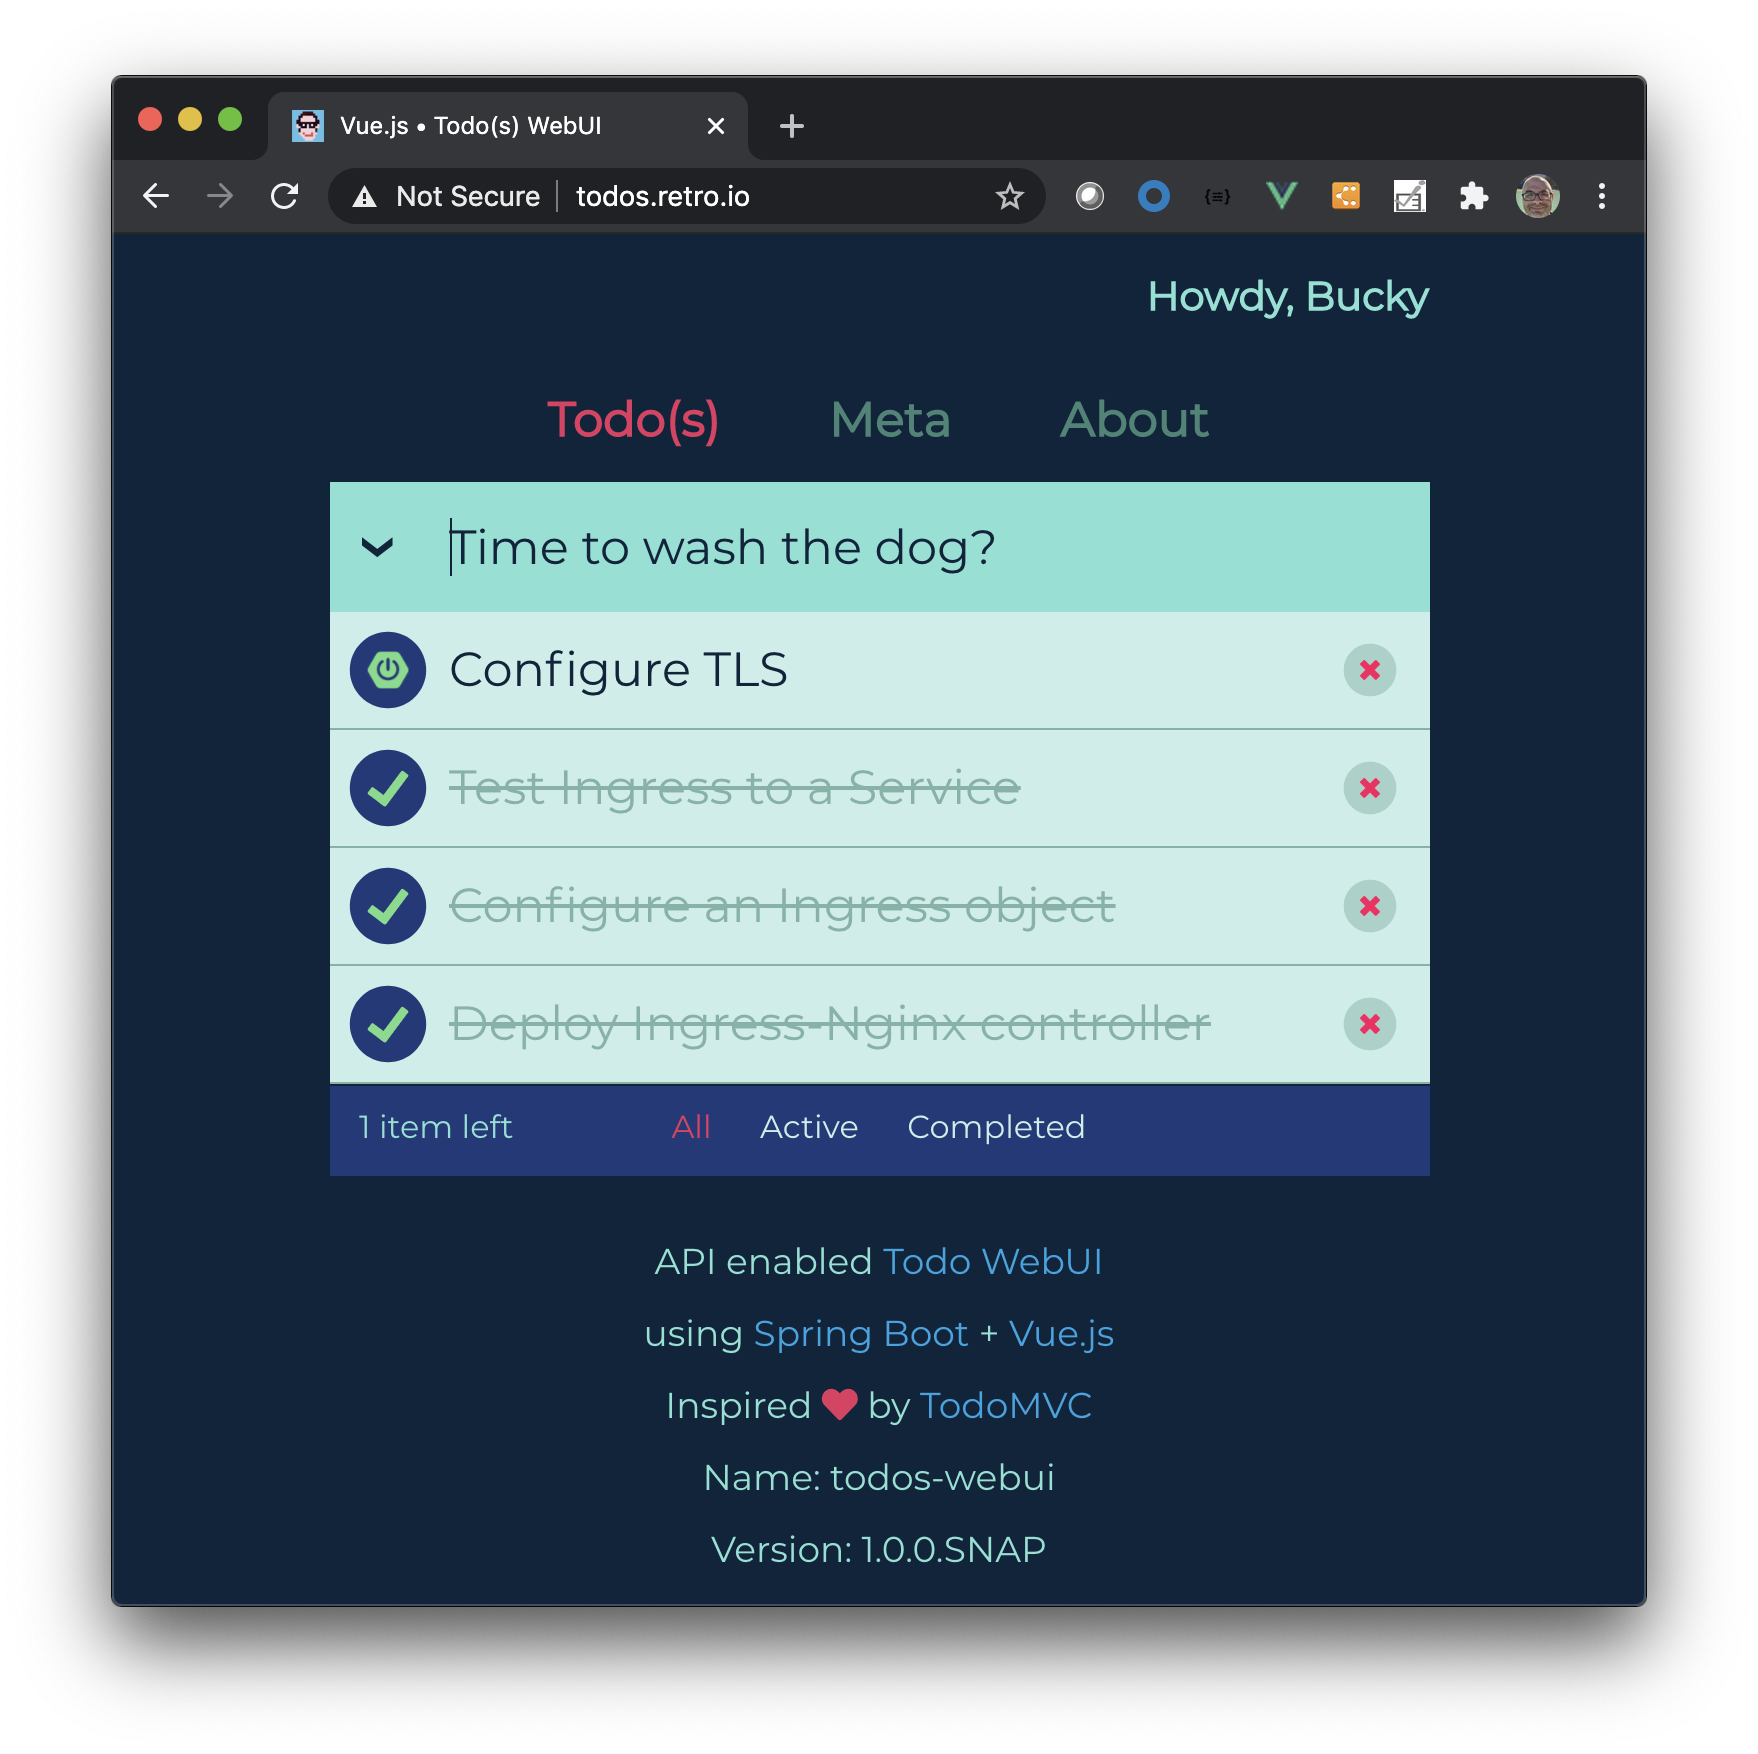 Vue.js • Todo(s) WebUI
Not Secure | todos.retro.io
Howdy, Bucky
Todo(s) Meta About
Time to wash the dog?
Configure TLS
Test Ingress to a Service
Configure an Ingress object
Deploy Ingress-Nginx controller
1 item left All Active Completed
API enabled Todo WebUI
using Spring Boot + Vue.js
Inspired ❤ by TodoMVC
Name: todos-webui
Version: 1.0.0.SNAP